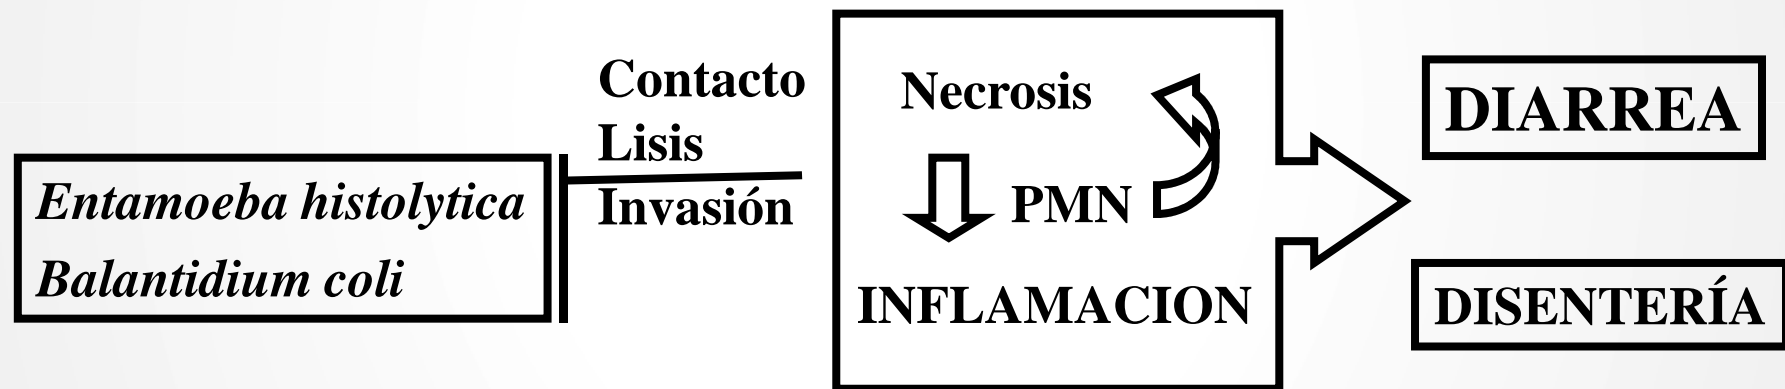 Entamoeba histolytica
Balantidium coli
Contacto
Lisis
Invasión
Necrosis
PMN
INFLAMACION
DIARREA
DISENTERÍA